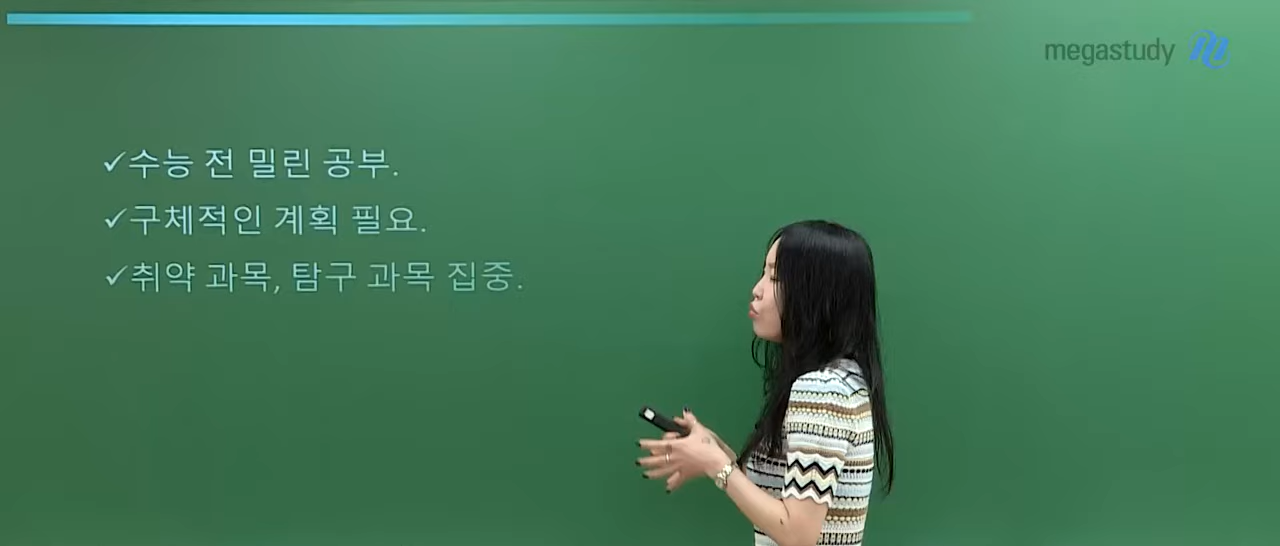 megastudy
✓수능 전 밀린 공부.
✓구체적인 계획 필요.
✓취약 과목, 탐구 과목 집중.